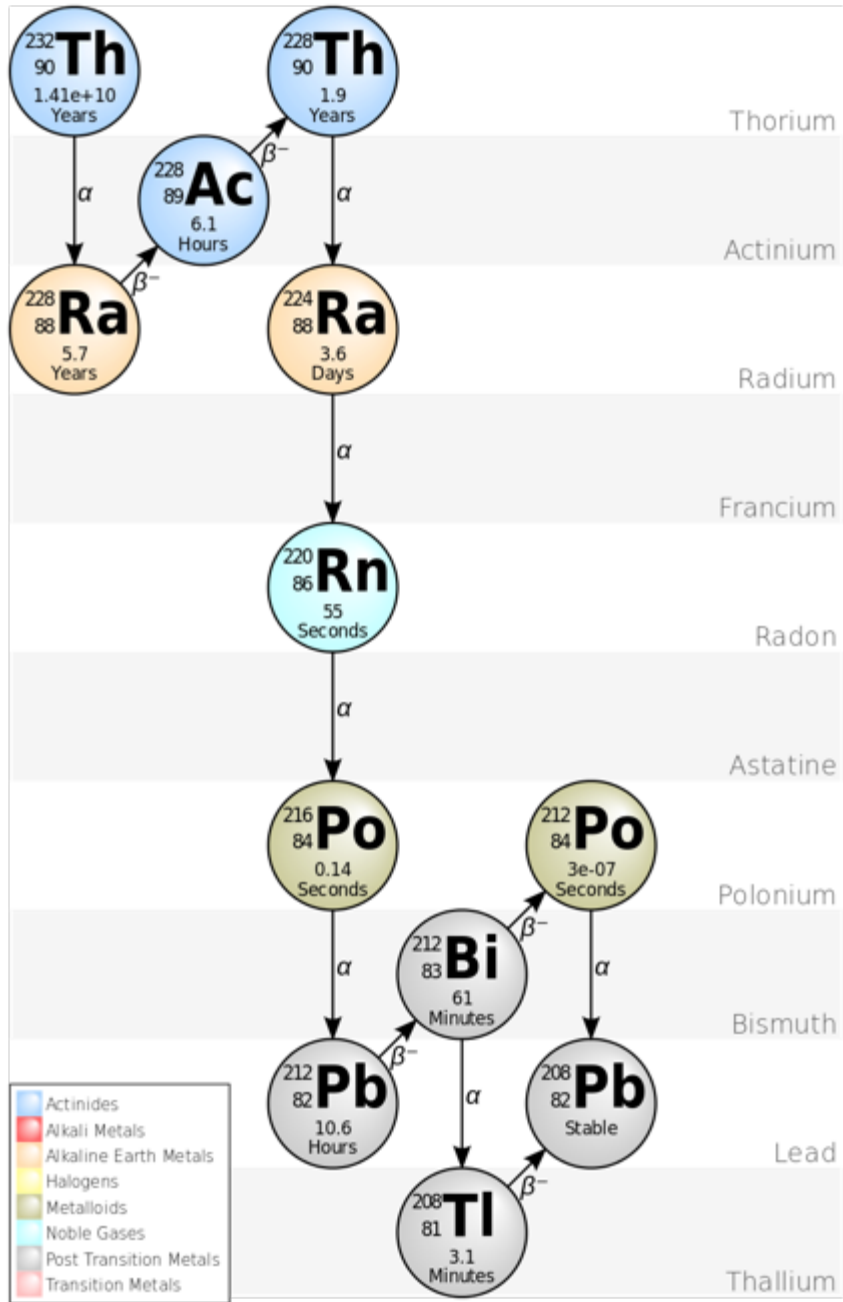 232
90 Th
1.41e+10
Years
228
90 Th
1.9
Years
Thorium
α
β⁻
228
89 Ac
6.1
Hours
α
Actinium
β⁻
228
88 Ra
5.7
Years
224
88 Ra
3.6
Days
Radium
α
Francium
220
86 Rn
55
Seconds
Radon
α
Astatine
216
84 Po
0.14
Seconds
212
84 Po
3e-07
Seconds
Polonium
α
β⁻
212
83 Bi
61
Minutes
α
Bismuth
β⁻
212
82 Pb
10.6
Hours
α
208
82 Pb
Stable
Lead
β⁻
208
81 Tl
3.1
Minutes
Thallium
Actinides
Alkali Metals
Alkaline Earth Metals
Halogens
Metalloids
Noble Gases
Post Transition Metals
Transition Metals